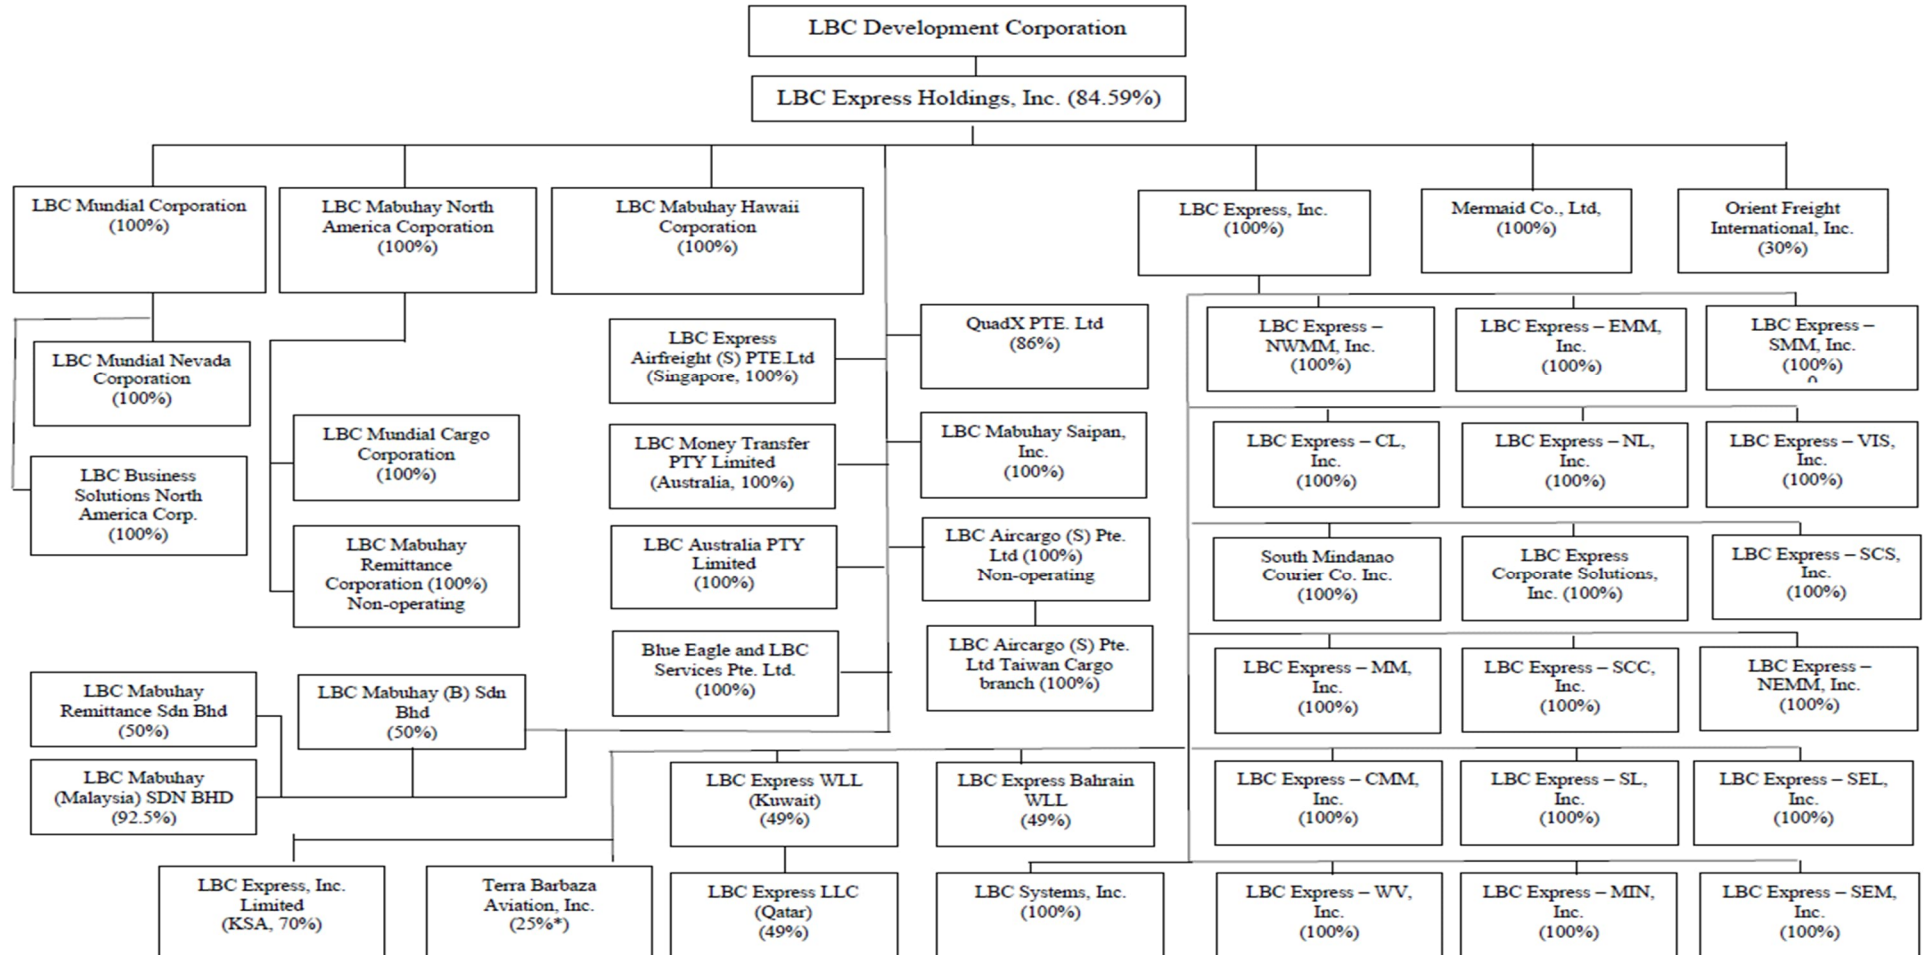 LBC Development Corporation
LBC Express Holdings, Inc. (84.59%)
LBC Mundial Corporation
(100%)
LBC Mabuhay North
America Corporation
(100%)
LBC Mabuhay Hawaii
Corporation
(100%)
LBC Express, Inc.
(100%)
Mermaid Co., Ltd,
(100%)
Orient Freight
International, Inc.
(30%)
LBC Mundial Nevada
Corporation
(100%)
LBC Business
Solutions North
America Corp.
(100%)
LBC Mundial Cargo
Corporation
(100%)
LBC Mabuhay
Remittance
Corporation (100%)
Non-operating
LBC Express
Airfreight (S) PTE.Ltd
(Singapore, 100%)
LBC Money Transfer
PTY Limited
(Australia, 100%)
LBC Australia PTY
Limited
(100%)
Blue Eagle and LBC
Services Pte. Ltd.
(100%)
QuadX PTE. Ltd
(86%)
LBC Mabuhay Saipan,
Inc.
(100%)
LBC Aircargo (S) Pte.
Ltd (100%)
Non-operating
LBC Aircargo (S) Pte.
Ltd Taiwan Cargo
branch (100%)
LBC Express –
NWMM, Inc.
(100%)
LBC Express – EMM,
Inc.
(100%)
LBC Express –
SMM, Inc.
(100%)
LBC Express – CL,
Inc.
(100%)
LBC Express – NL,
Inc.
(100%)
LBC Express – VIS,
Inc.
(100%)
South Mindanao
Courier Co. Inc.
(100%)
LBC Express
Corporate Solutions,
Inc. (100%)
LBC Express – SCS,
Inc.
(100%)
LBC Express – MM,
Inc.
(100%)
LBC Express – SCC,
Inc.
(100%)
LBC Express –
NEMM, Inc.
(100%)
LBC Mabuhay
Remittance Sdn Bhd
(50%)
LBC Mabuhay (B) Sdn
Bhd
(50%)
LBC Mabuhay
(Malaysia) SDN BHD
(92.5%)
LBC Express WLL
(Kuwait)
(49%)
LBC Express Bahrain
WLL
(49%)
LBC Express – CMM,
Inc.
(100%)
LBC Express – SL,
Inc.
(100%)
LBC Express – SEL,
Inc.
(100%)
LBC Express, Inc.
Limited
(KSA, 70%)
Terra Barbaza
Aviation, Inc.
(25%*)
LBC Express LLC
(Qatar)
(49%)
LBC Systems, Inc.
(100%)
LBC Express – WV,
Inc.
(100%)
LBC Express – MIN,
Inc.
(100%)
LBC Express – SEM,
Inc.
(100%)